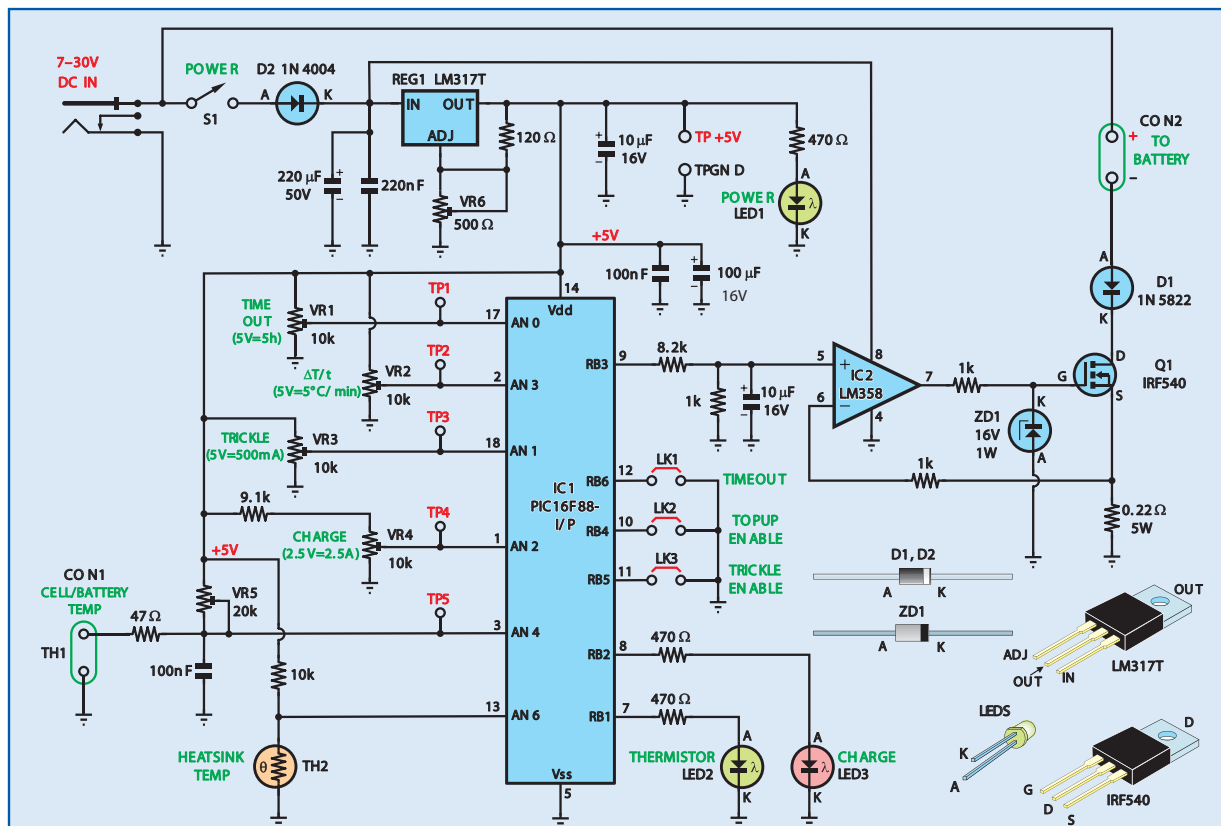 7–30V
DC IN
POWER
S1
D2 1N 4004
A
K
REG1 LM317T
IN
OUT
ADJ
120 Ω
220 µF
50V
+
–
220n F
VR6
500 Ω
+
–
10 µF
16V
TP +5V
TPGN D
470 Ω
A
POWER
LED1
λ
K
CO N2
TO
BATTERY
+
–
+5V
100nF
+
–
100 µF
16V
A
D1
1N 5822
K
TIME
OUT
(5V=5h)
VR1
10k
TP1
17
AN 0
14
Vdd
ΔT/t
(5V=5°C/ min)
VR2
10k
TP2
2
AN 3
RB3
9
8.2k
1k
+
–
10 µF
16V
5
+
6
–
IC2
LM358
8
4
7
1k
G
D
S
Q1
IRF540
K
ZD1
16V
1W
A
1k
0.22 Ω
5W
TRICKLE
(5V=500mA)
VR3
10k
TP3
18
AN 1
IC1
PIC16F88-
I/ P
RB6
12
LK1
TIMEOUT
RB4
10
LK2
TOPUP
ENABLE
RB5
11
LK3
TRICKLE
ENABLE
9.1k
CHARGE
(2.5V=2.5A)
VR4
10k
TP4
1
AN 2
+5V
CO N1
CELL/BATTERY
TEMP
TH1
47 Ω
VR5
20k
TP5
3
AN 4
100n F
10k
13
AN 6
HEATSINK
TEMP
θ
TH2
RB2
8
470 Ω
RB1
7
470 Ω
THERMISTOR
LED2
A
λ
K
A
λ
K
CHARGE
LED3
Vss
5
D1, D2
A
K
ZD1
A
K
OUT
ADJ
OUT
IN
LM317T
LEDS
K
A
D
G
D
S
IRF540